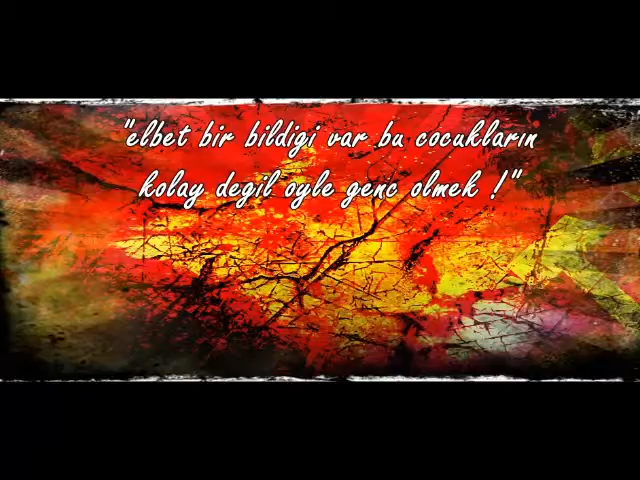 "elbet bir bildigi var bu cocukların
kolay degil oyle genc olmek !"